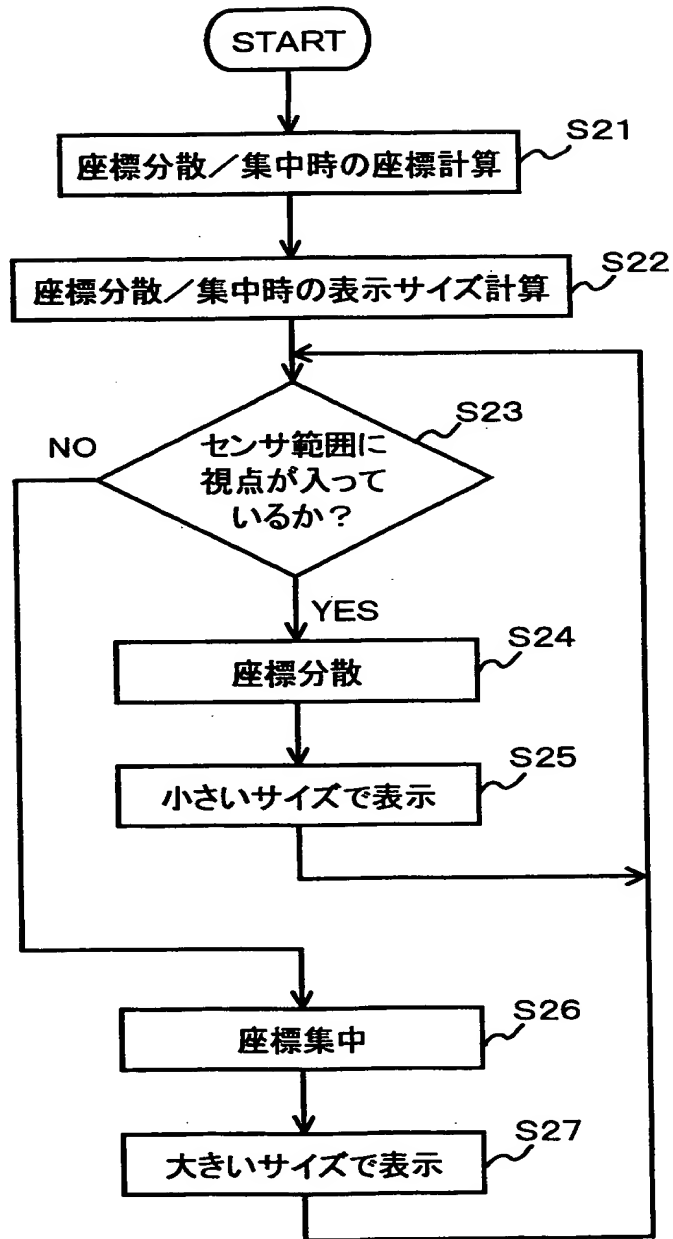 START
座標分散／集中時の座標計算
S21
座標分散／集中時の表示サイズ計算
S22
センサ範囲に
視点が入って
いるか？
S23
NO
YES
座標分散
S24
小さいサイズで表示
S25
座標集中
S26
大きいサイズで表示
S27